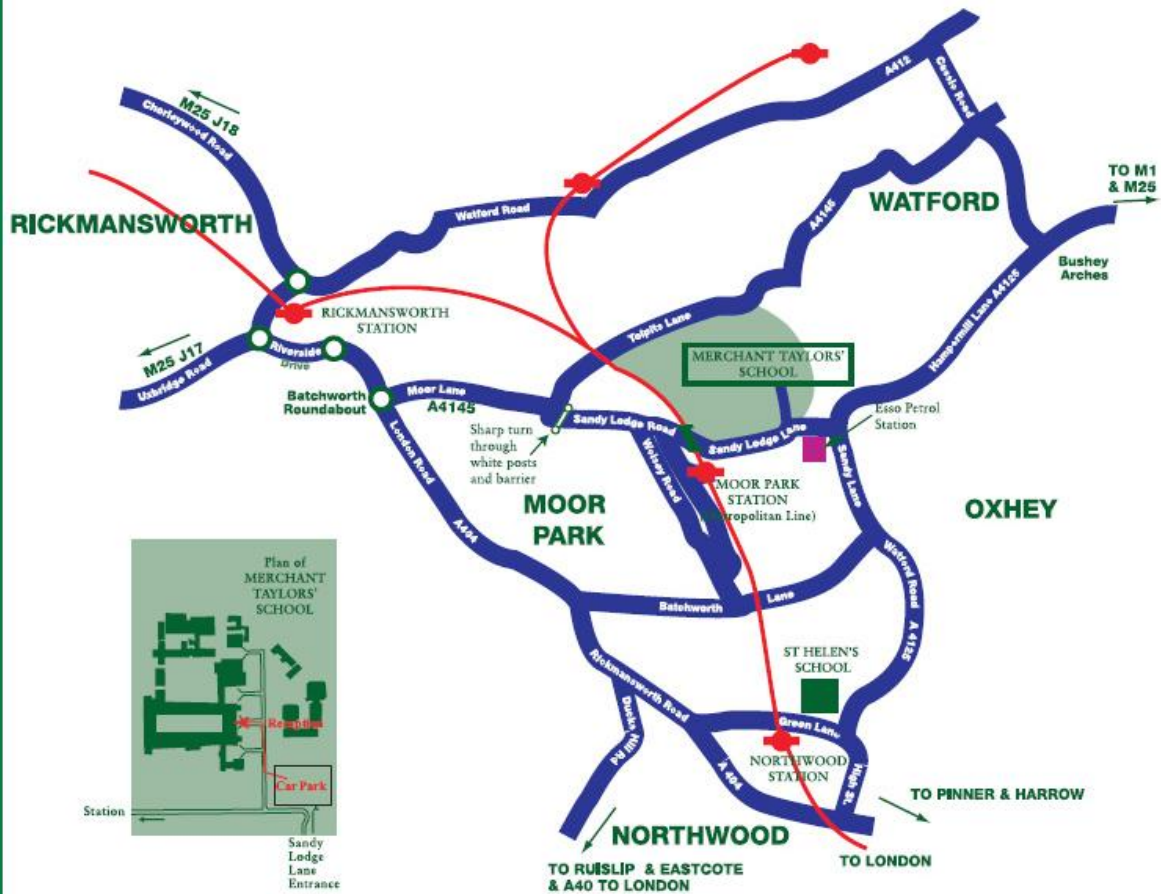 A412
Cassio Road
M25 J18
Chorleywood Road
TO M1
& M25
RICKMANSWORTH
Watford Road
A4145
WATFORD
Bushey
Arches
Hampermill Lane A4125
RICKMANSWORTH
STATION
Tolpits Lane
M25 J17
Uxbridge Road
Riverside
Drive
MERCHANT TAYLORS'
SCHOOL
Batchworth
Roundabout
Moor Lane
A4145
Esso Petrol
Station
Sandy Lodge Road
Sandy Lodge Lane
Sharp turn
through
white posts
and barrier
London Road
Wolsey Road
Sandy Lane
MOOR PARK
STATION
(Metropolitan Line)
MOOR
PARK
OXHEY
A404
Watford Road A 4125
Batchworth Lane
Plan of
MERCHANT
TAYLORS'
SCHOOL
ST HELEN'S
SCHOOL
Rickmansworth Road
Ducks Hill Rd
Green Lane
Reception
NORTHWOOD
STATION
A 404
High St.
Car Park
Station
Sandy
Lodge
Lane
Entrance
TO PINNER & HARROW
NORTHWOOD
TO LONDON
TO RUISLIP & EASTCOTE
& A40 TO LONDON